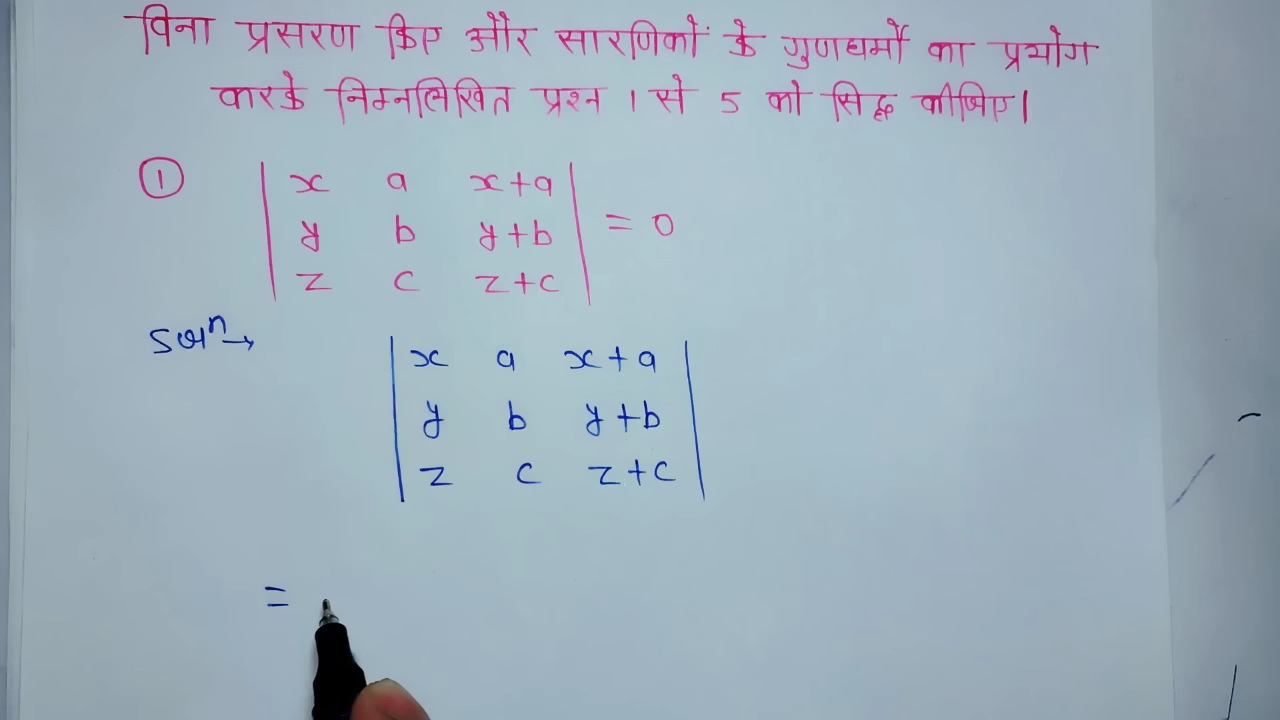 विना प्रसरण किए और सारणिकों के गुणधर्मों का प्रयोग
करके निम्नलिखित प्रश्न 1 से 5 को सिद्ध कीजिए।
① | x a x+a |
| y b y+b | = 0
| z c z+c |
Solⁿ→
| x a x+a |
| y b y+b |
| z c z+c |
=